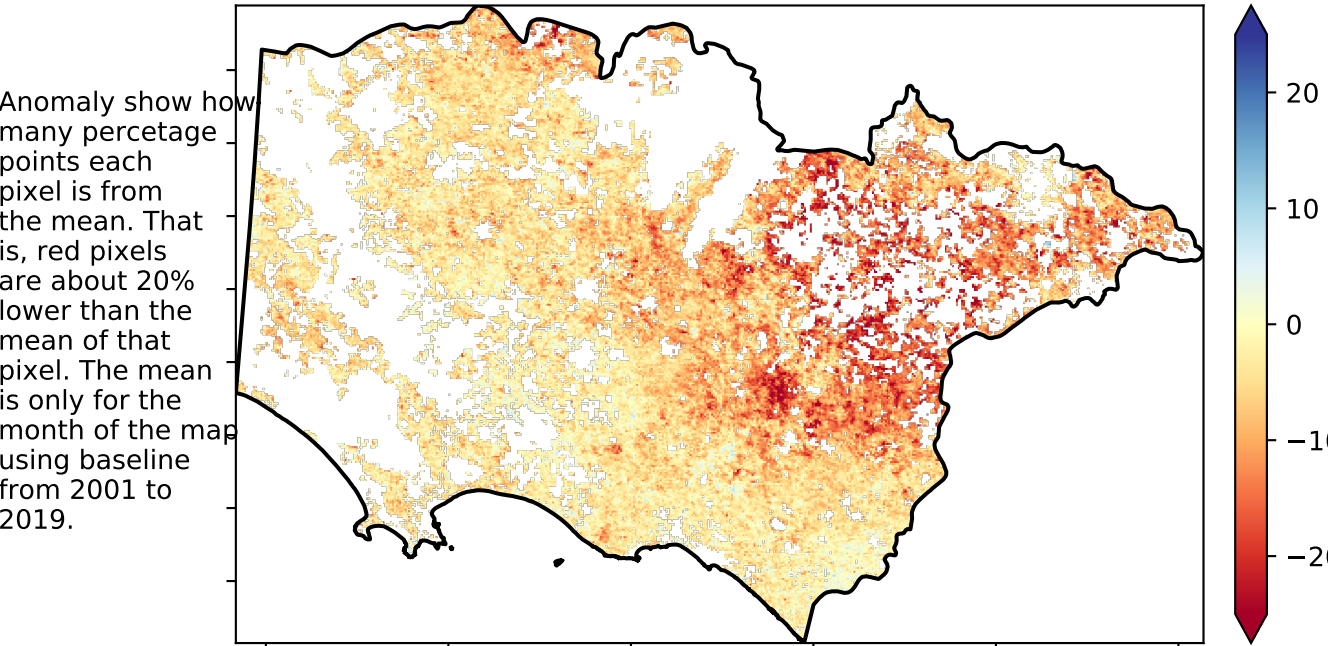 Anomaly show how
many percetage
points each
pixel is from
the mean. That
is, red pixels
are about 20%
lower than the
mean of that
pixel. The mean
is only for the
month of the map
using baseline
from 2001 to
2019.
20
10
0
−10
−20